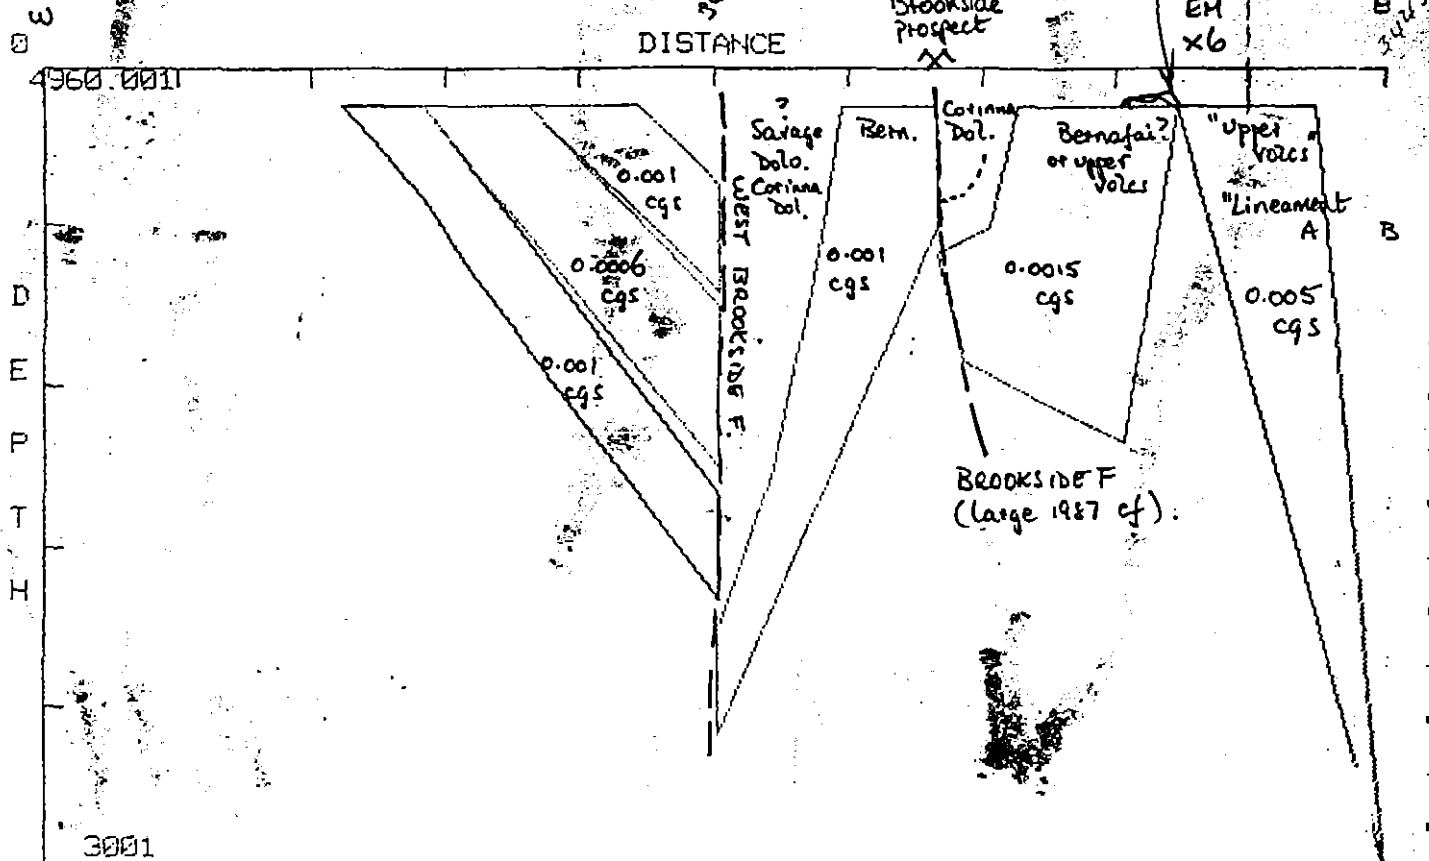 W
Brookside
prospect
EM
x6
B
0
DISTANCE
4960.001
?
Savage
Dolo.
Corinna
Dol.
Bern.
Corinna
Dol.
Bernafai?
or upper
volcs
"upper"
volcs
"Lineament
A
B
0.001
cgs
WEST BROOKSIDE F.
0.0006
cgs
0.001
cgs
0.0015
cgs
0.005
cgs
0.001
cgs
DEPTH
BROOKSIDE F
(large 1987 cf).
3001